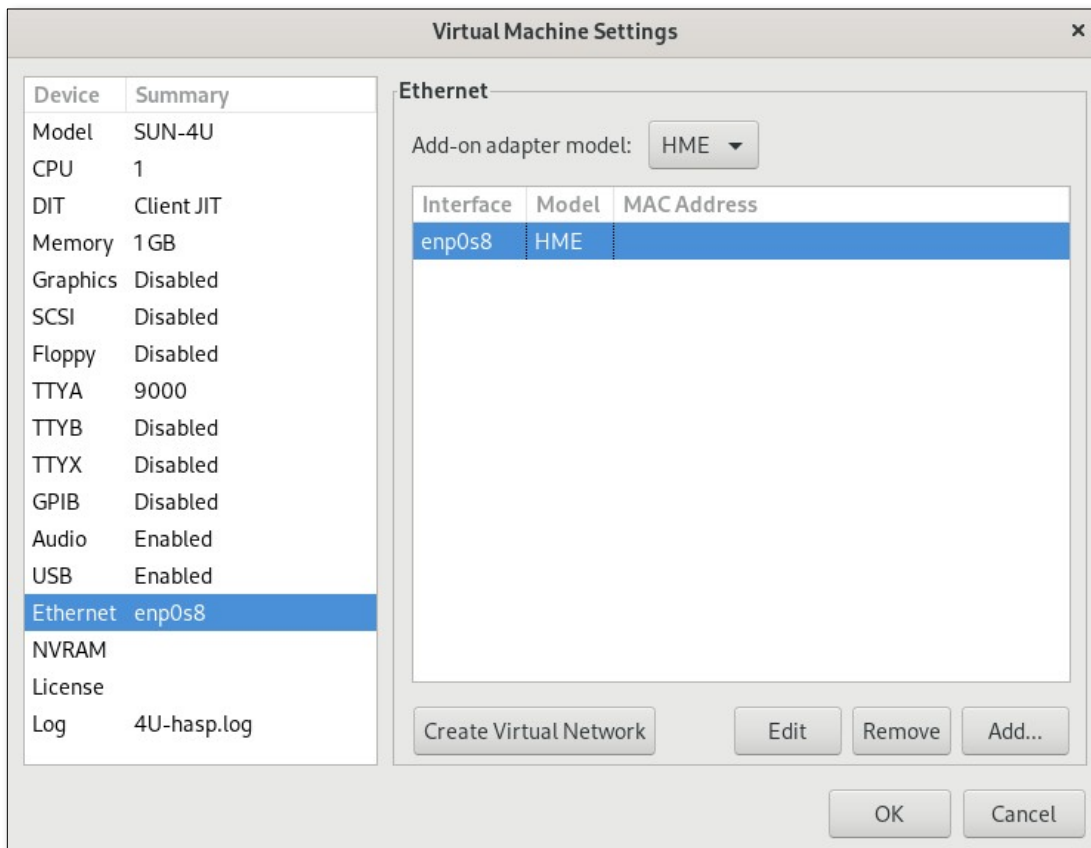 Virtual Machine Settings ×
Device Summary
Model SUN-4U
CPU 1
DIT Client JIT
Memory 1 GB
Graphics Disabled
SCSI Disabled
Floppy Disabled
TTYA 9000
TTYB Disabled
TTYX Disabled
GPIB Disabled
Audio Enabled
USB Enabled
Ethernet enp0s8
NVRAM
License
Log 4U-hasp.log
Ethernet
Add-on adapter model: HME
Interface Model MAC Address
enp0s8 HME
Create Virtual Network Edit Remove Add...
OK Cancel